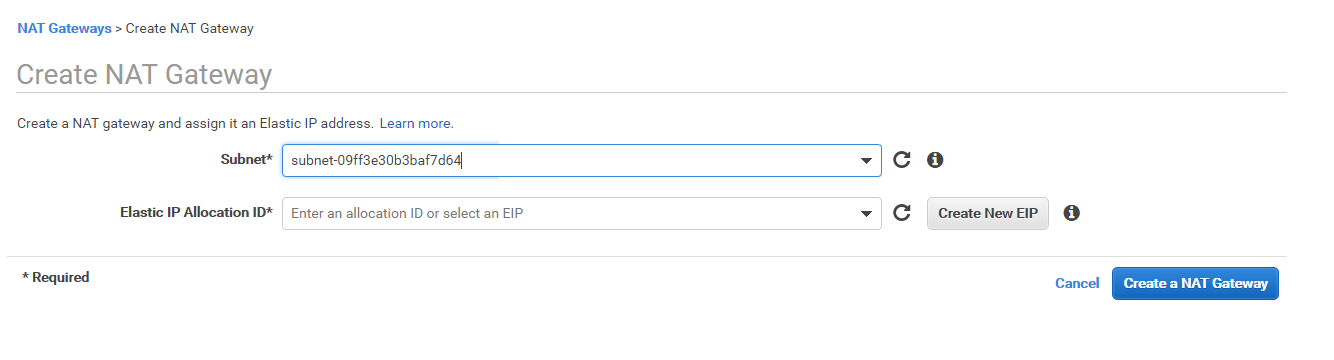 NAT Gateways > Create NAT Gateway
Create NAT Gateway
Create a NAT gateway and assign it an Elastic IP address. Learn more.
Subnet* subnet-09ff3e30b3baf7d64
Elastic IP Allocation ID* Enter an allocation ID or select an EIP Create New EIP
* Required
Cancel Create a NAT Gateway